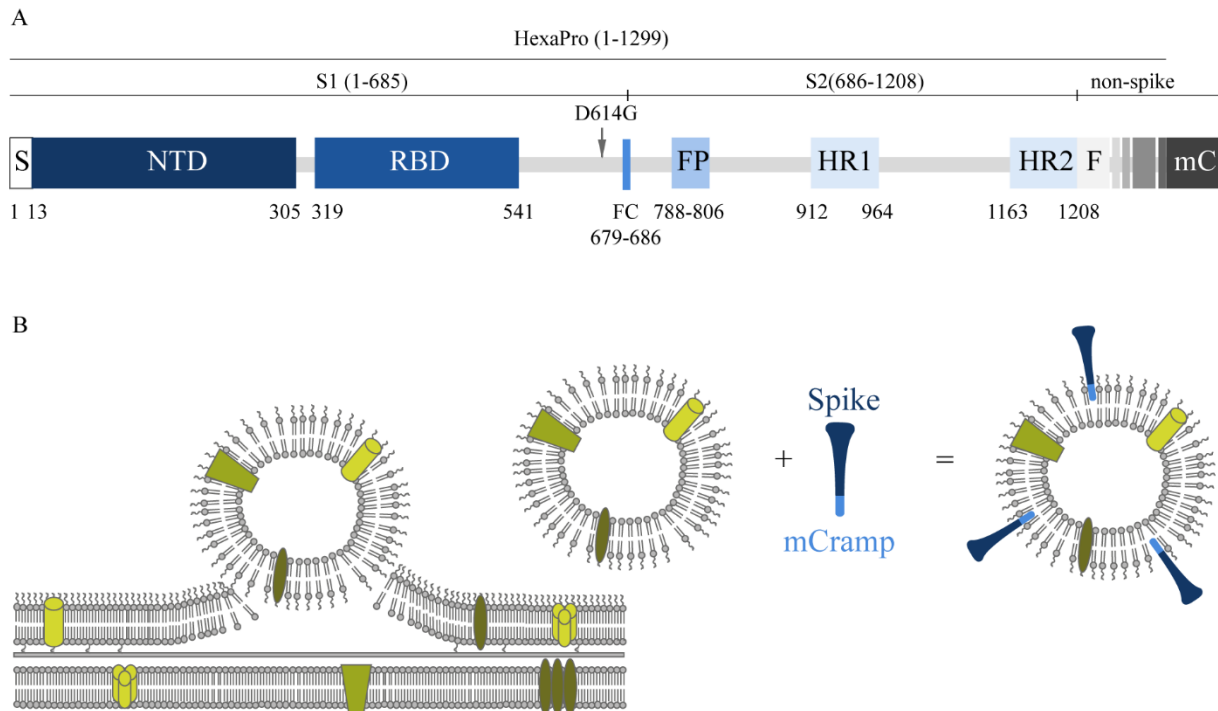 A
HexaPro (1-1299)
S1 (1-685) S2(686-1208) non-spike
D614G
S NTD RBD FP HR1 HR2 F mC
1 13 305 319 541 FC 788-806 912 964 1163 1208
679-686
B
Spike
+ =
mCramp